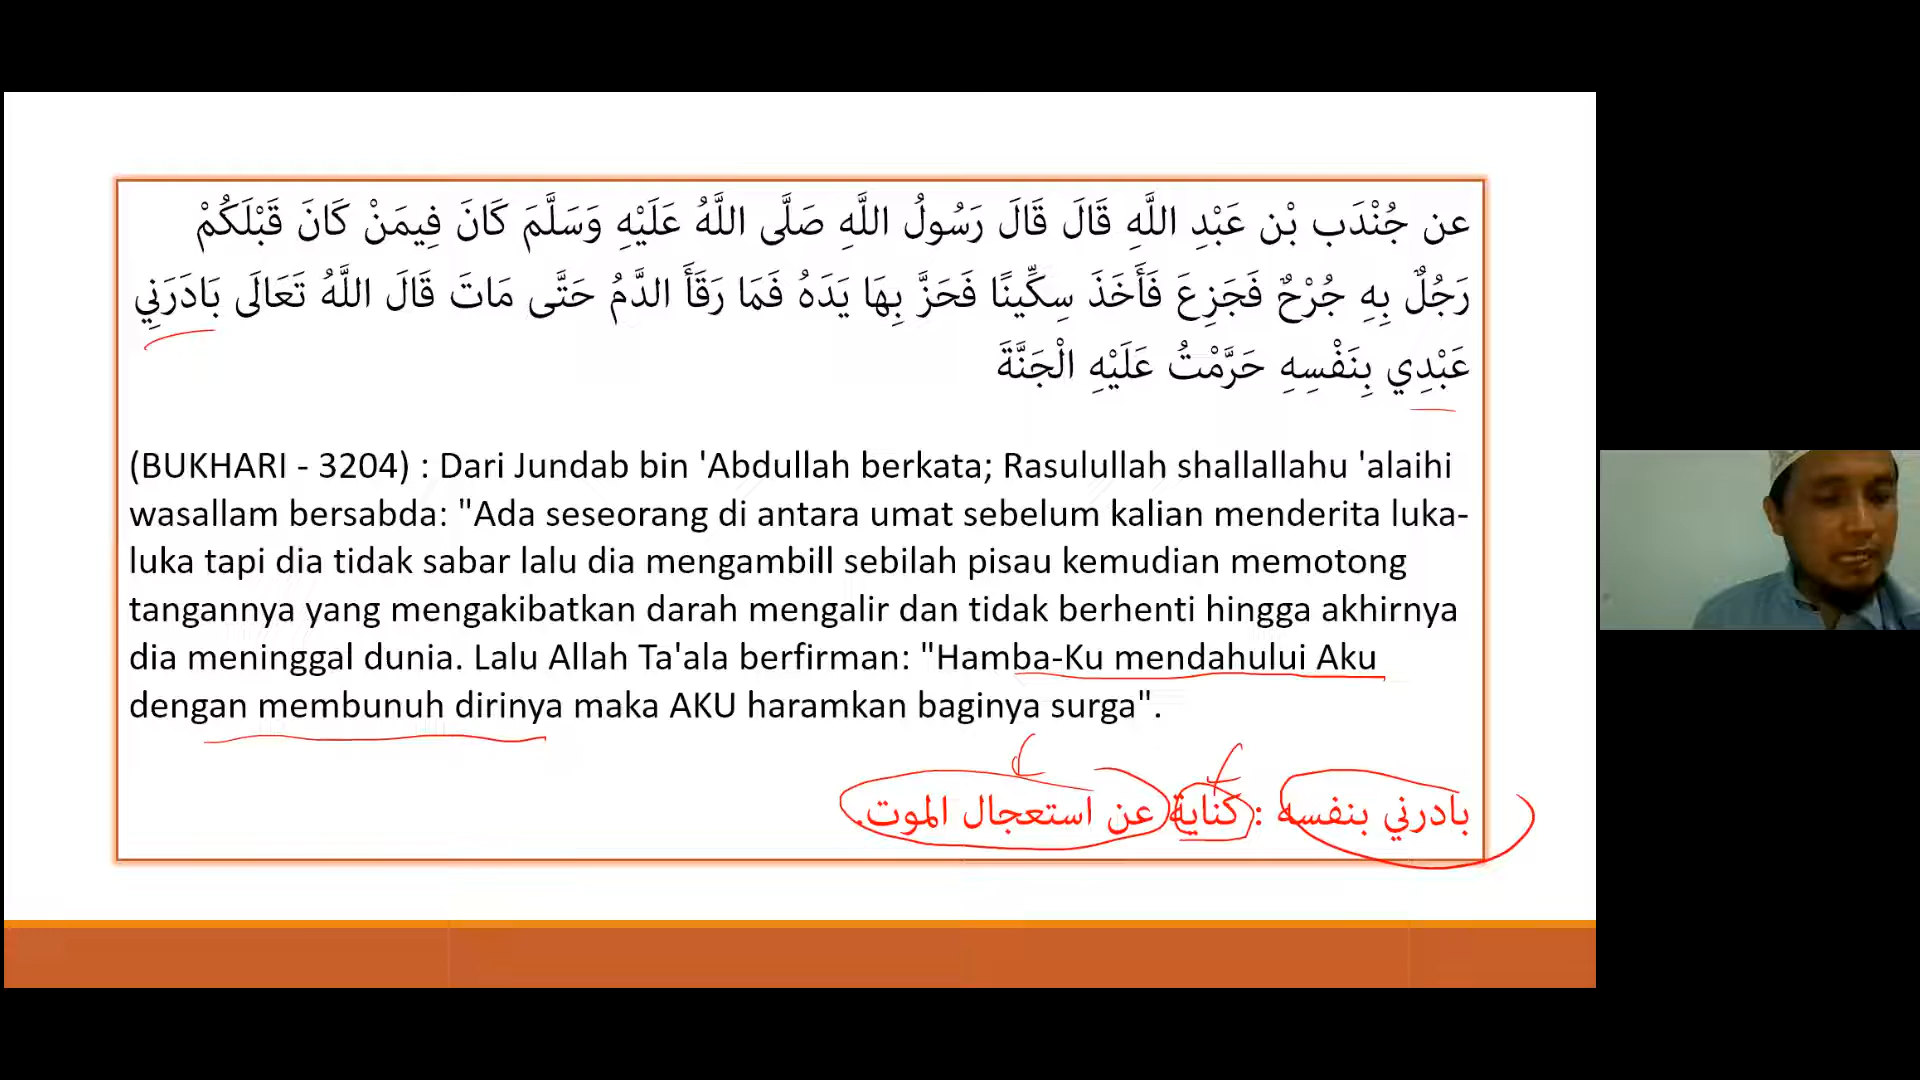 عن جُنْدَب بْن عَبْدِ اللَّهِ قَالَ قَالَ رَسُولُ اللَّهِ صَلَّى اللَّهُ عَلَيْهِ وَسَلَّمَ كَانَ فِيمَنْ كَانَ قَبْلَكُمْ
رَجُلٌ بِهِ جُرْحٌ فَجَزِعَ فَأَخَذَ سِكِّينًا فَحَزَّ بِهَا يَدَهُ فَمَا رَقَأَ الدَّمُ حَتَّى مَاتَ قَالَ اللَّهُ تَعَالَى بَادَرَنِي
عَبْدِي بِنَفْسِهِ حَرَّمْتُ عَلَيْهِ الْجَنَّةَ
(BUKHARI - 3204) : Dari Jundab bin 'Abdullah berkata; Rasulullah shallallahu 'alaihi
wasallam bersabda: "Ada seseorang di antara umat sebelum kalian menderita luka-
luka tapi dia tidak sabar lalu dia mengambill sebilah pisau kemudian memotong
tangannya yang mengakibatkan darah mengalir dan tidak berhenti hingga akhirnya
dia meninggal dunia. Lalu Allah Ta'ala berfirman: "Hamba-Ku mendahului Aku
dengan membunuh dirinya maka AKU haramkan baginya surga".
بادرني بنفسه : كناية عن استعجال الموت.